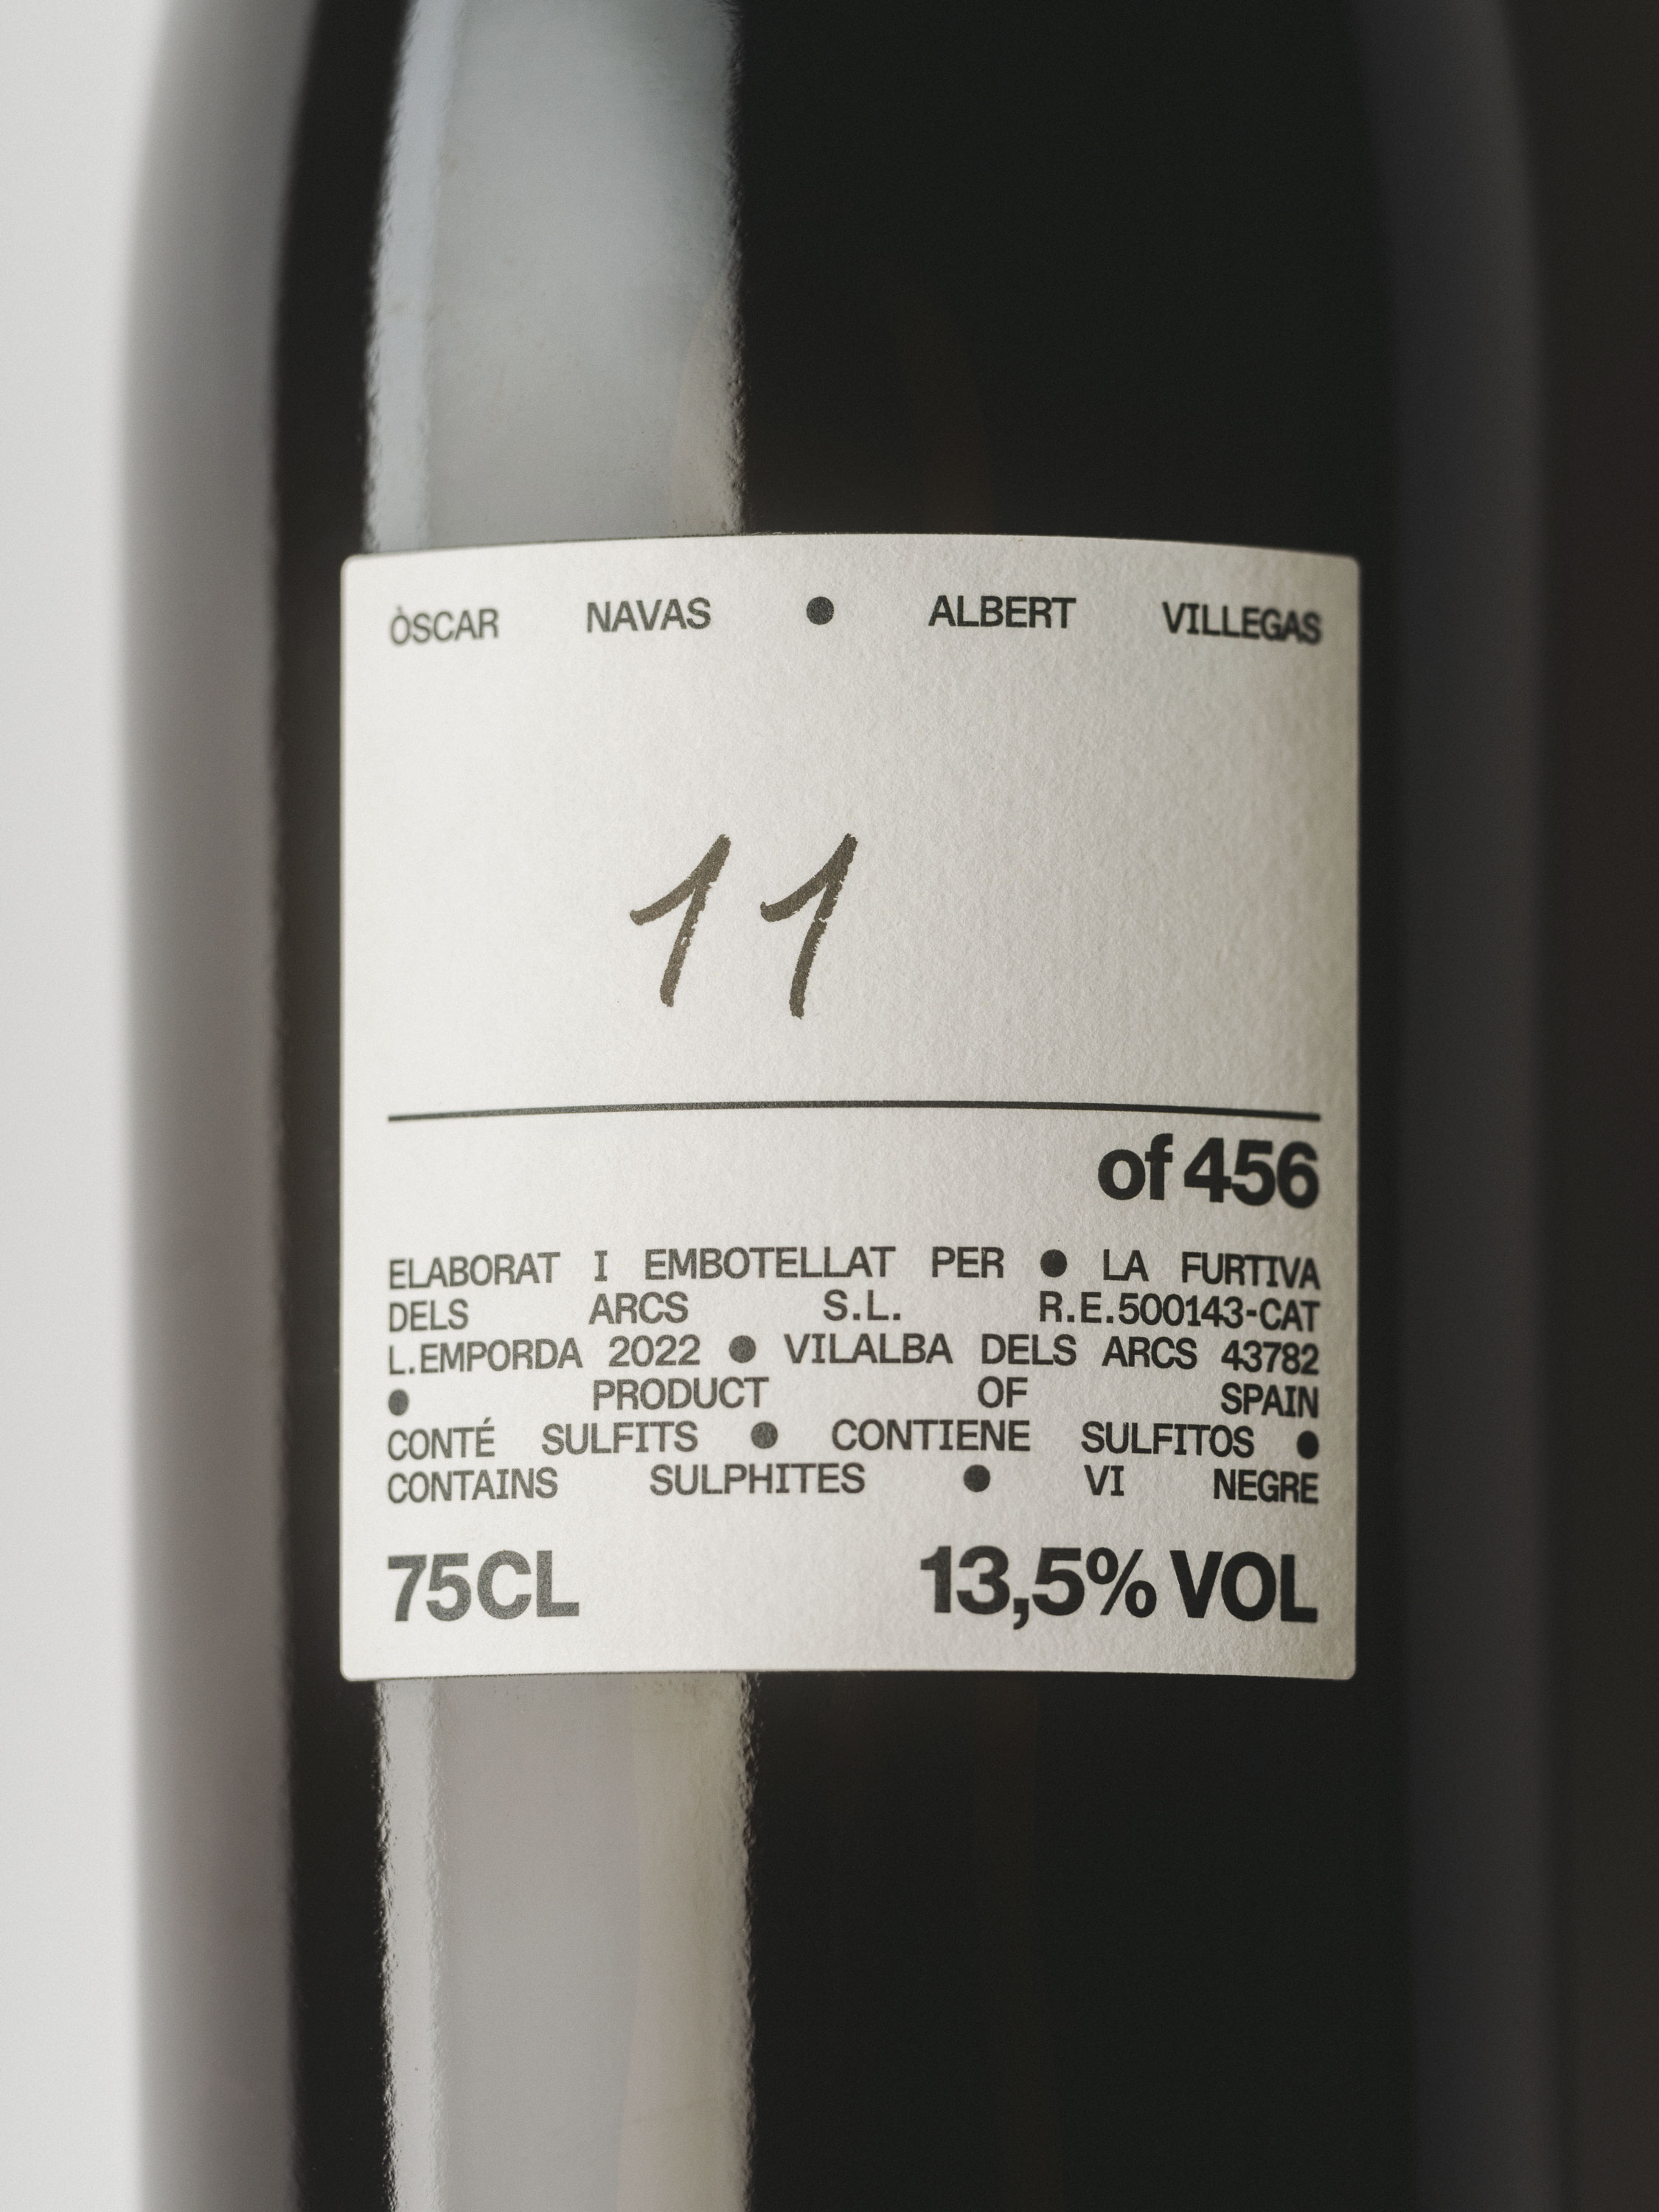 ÒSCAR NAVAS ● ALBERT VILLEGAS
11
of 456
ELABORAT I EMBOTELLAT PER ● LA FURTIVA
DELS ARCS S.L. R.E.500143-CAT
L.EMPORDA 2022 ● VILALBA DELS ARCS 43782
● PRODUCT OF SPAIN
CONTÉ SULFITS ● CONTIENE SULFITOS ●
CONTAINS SULPHITES ● VI NEGRE
75CL 13,5% VOL